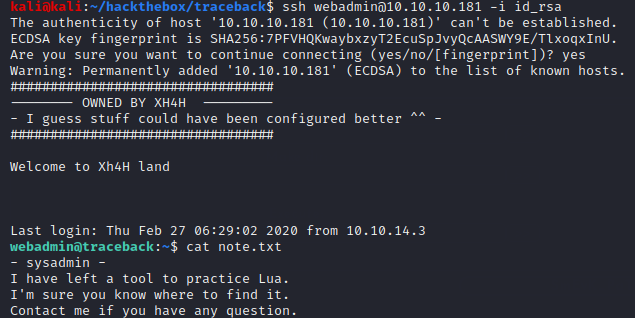 kali@kali:~/hackthebox/traceback$ ssh webadmin@10.10.10.181 -i id_rsa
The authenticity of host '10.10.10.181 (10.10.10.181)' can't be established.
ECDSA key fingerprint is SHA256:7PFVHQKwaybxzyT2EcuSpJvyQcAASWY9E/TlxoqxInU.
Are you sure you want to continue connecting (yes/no/[fingerprint])? yes
Warning: Permanently added '10.10.10.181' (ECDSA) to the list of known hosts.
#################################
-------- OWNED BY XH4H  ---------
- I guess stuff could have been configured better ^^ -
#################################
Welcome to Xh4H land
Last login: Thu Feb 27 06:29:02 2020 from 10.10.14.3
webadmin@traceback:~$ cat note.txt
- sysadmin -
I have left a tool to practice Lua.
I'm sure you know where to find it.
Contact me if you have any question.